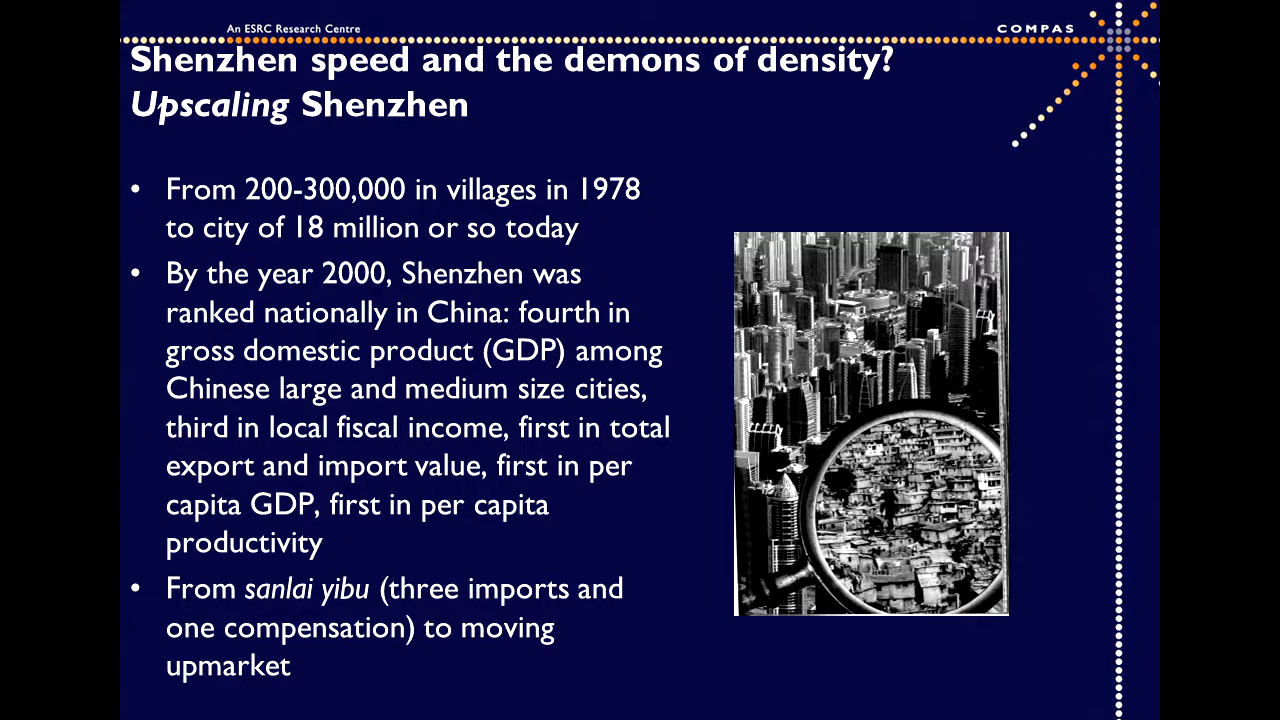 An ESRC Research Centre
COMPAS
Shenzhen speed and the demons of density?
Upscaling Shenzhen
• From 200-300,000 in villages in 1978
to city of 18 million or so today
• By the year 2000, Shenzhen was
ranked nationally in China: fourth in
gross domestic product (GDP) among
Chinese large and medium size cities,
third in local fiscal income, first in total
export and import value, first in per
capita GDP, first in per capita
productivity
• From sanlai yibu (three imports and
one compensation) to moving
upmarket